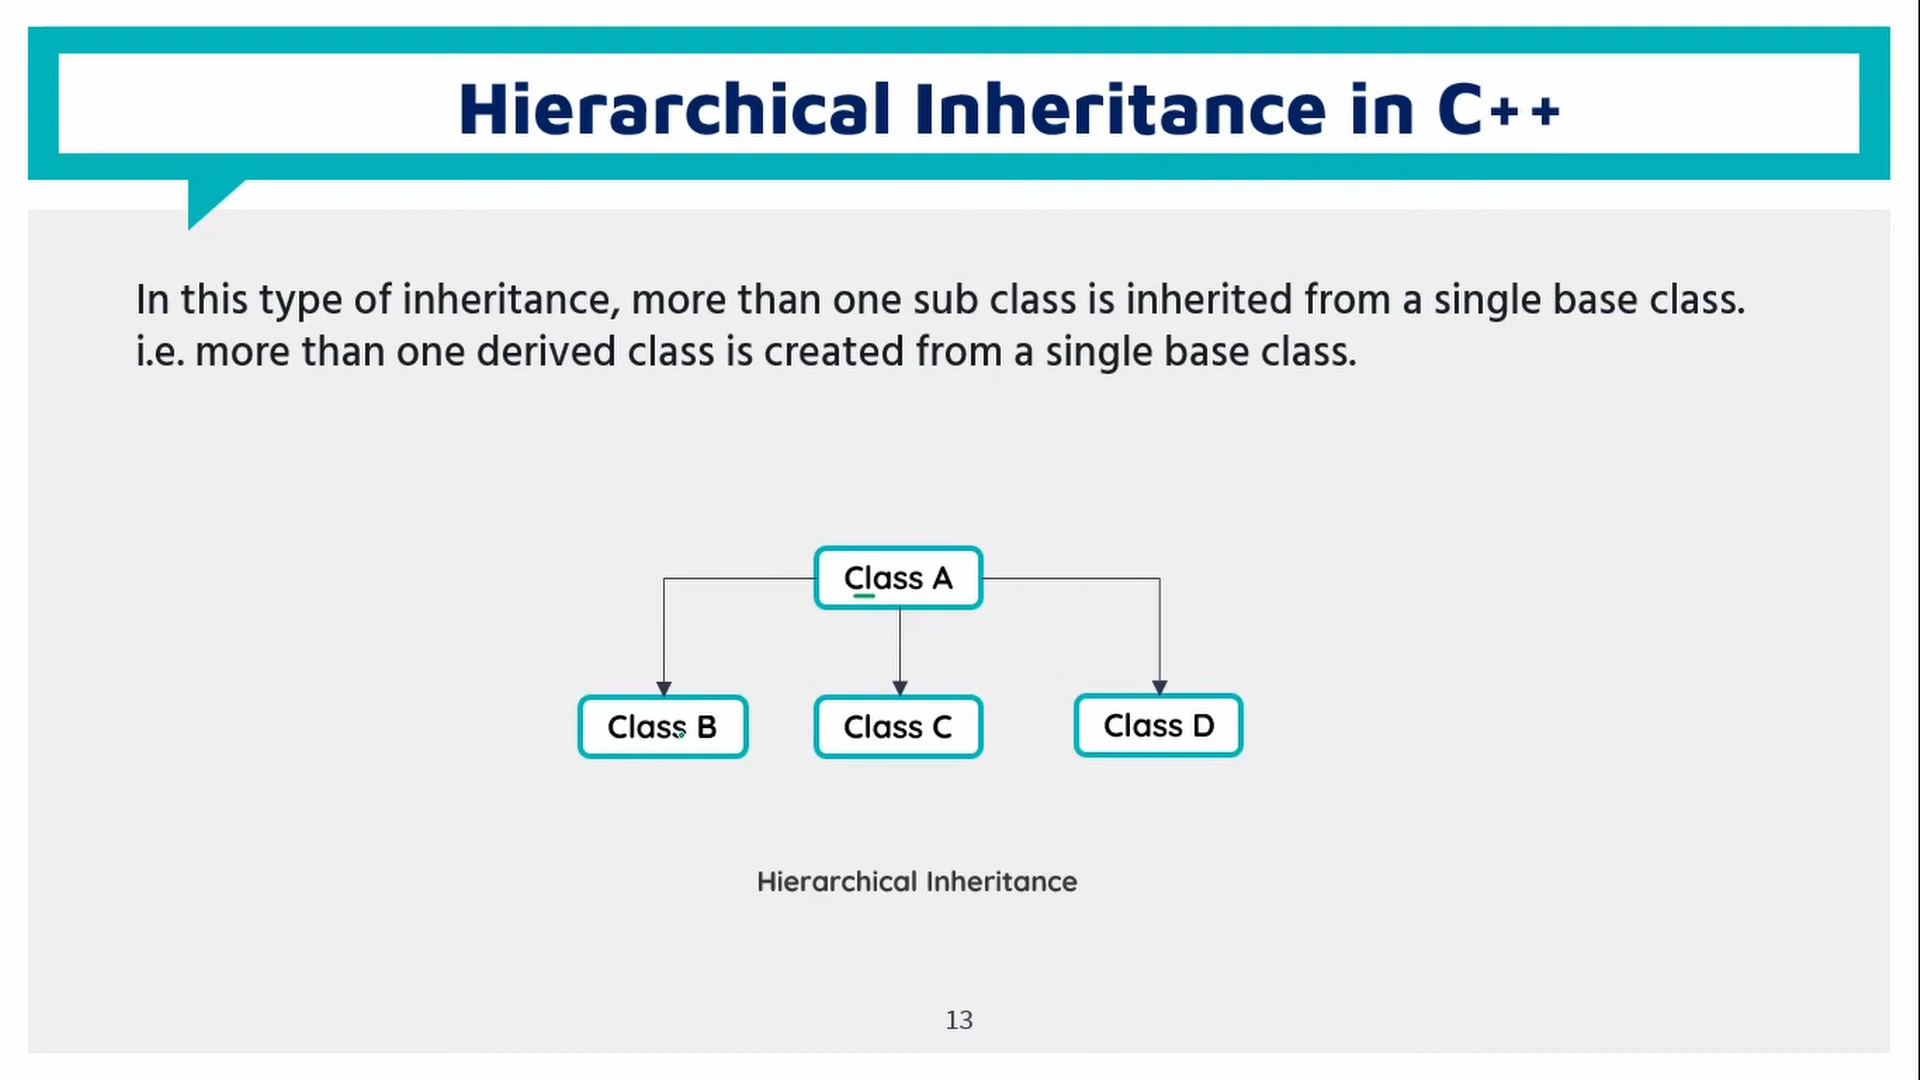 Hierarchical Inheritance in C++
In this type of inheritance, more than one sub class is inherited from a single base class.
i.e. more than one derived class is created from a single base class.
Class A
Class B
Class C
Class D
Hierarchical Inheritance
13